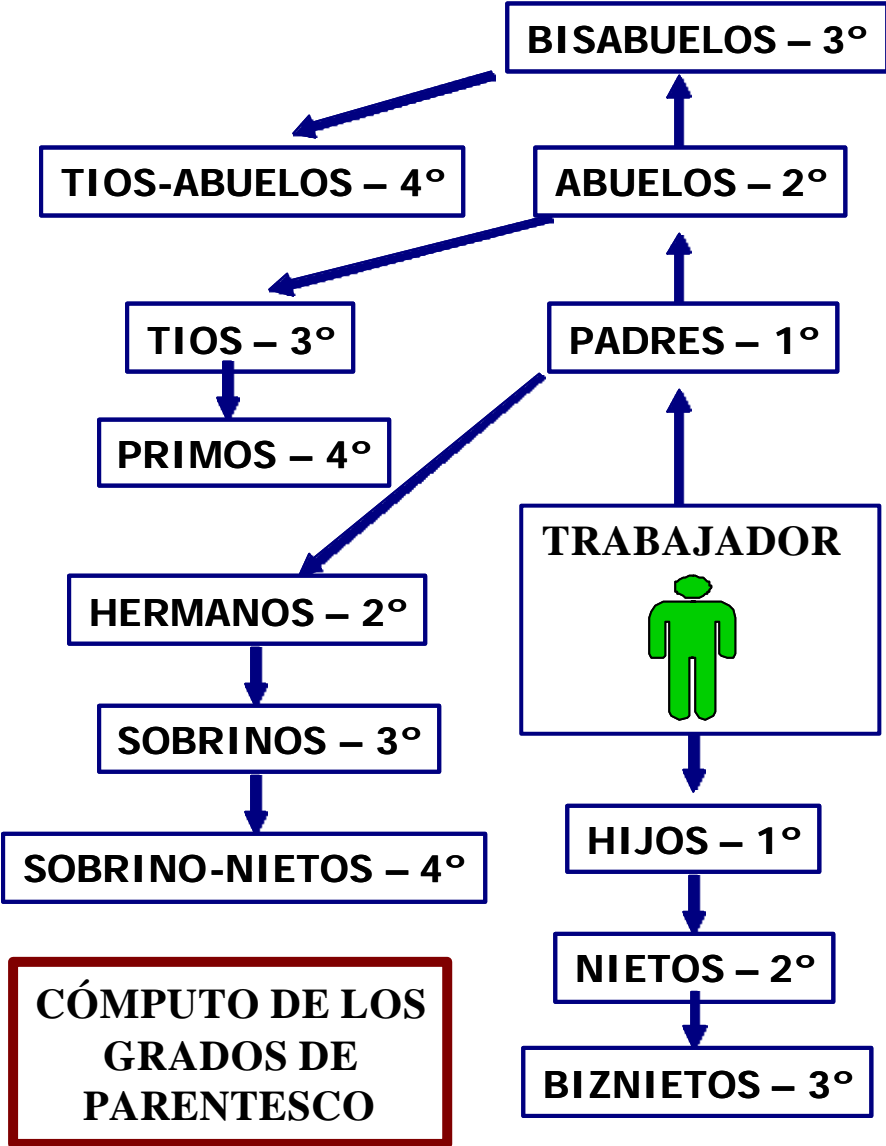 BISABUELOS – 3º
TIOS-ABUELOS – 4º
ABUELOS – 2º
TIOS – 3º
PADRES – 1º
PRIMOS – 4º
TRABAJADOR
HERMANOS – 2º
SOBRINOS – 3º
HIJOS – 1º
SOBRINO-NIETOS – 4º
NIETOS – 2º
BIZNIETOS – 3º
CÓMPUTO DE LOS
GRADOS DE
PARENTESCO